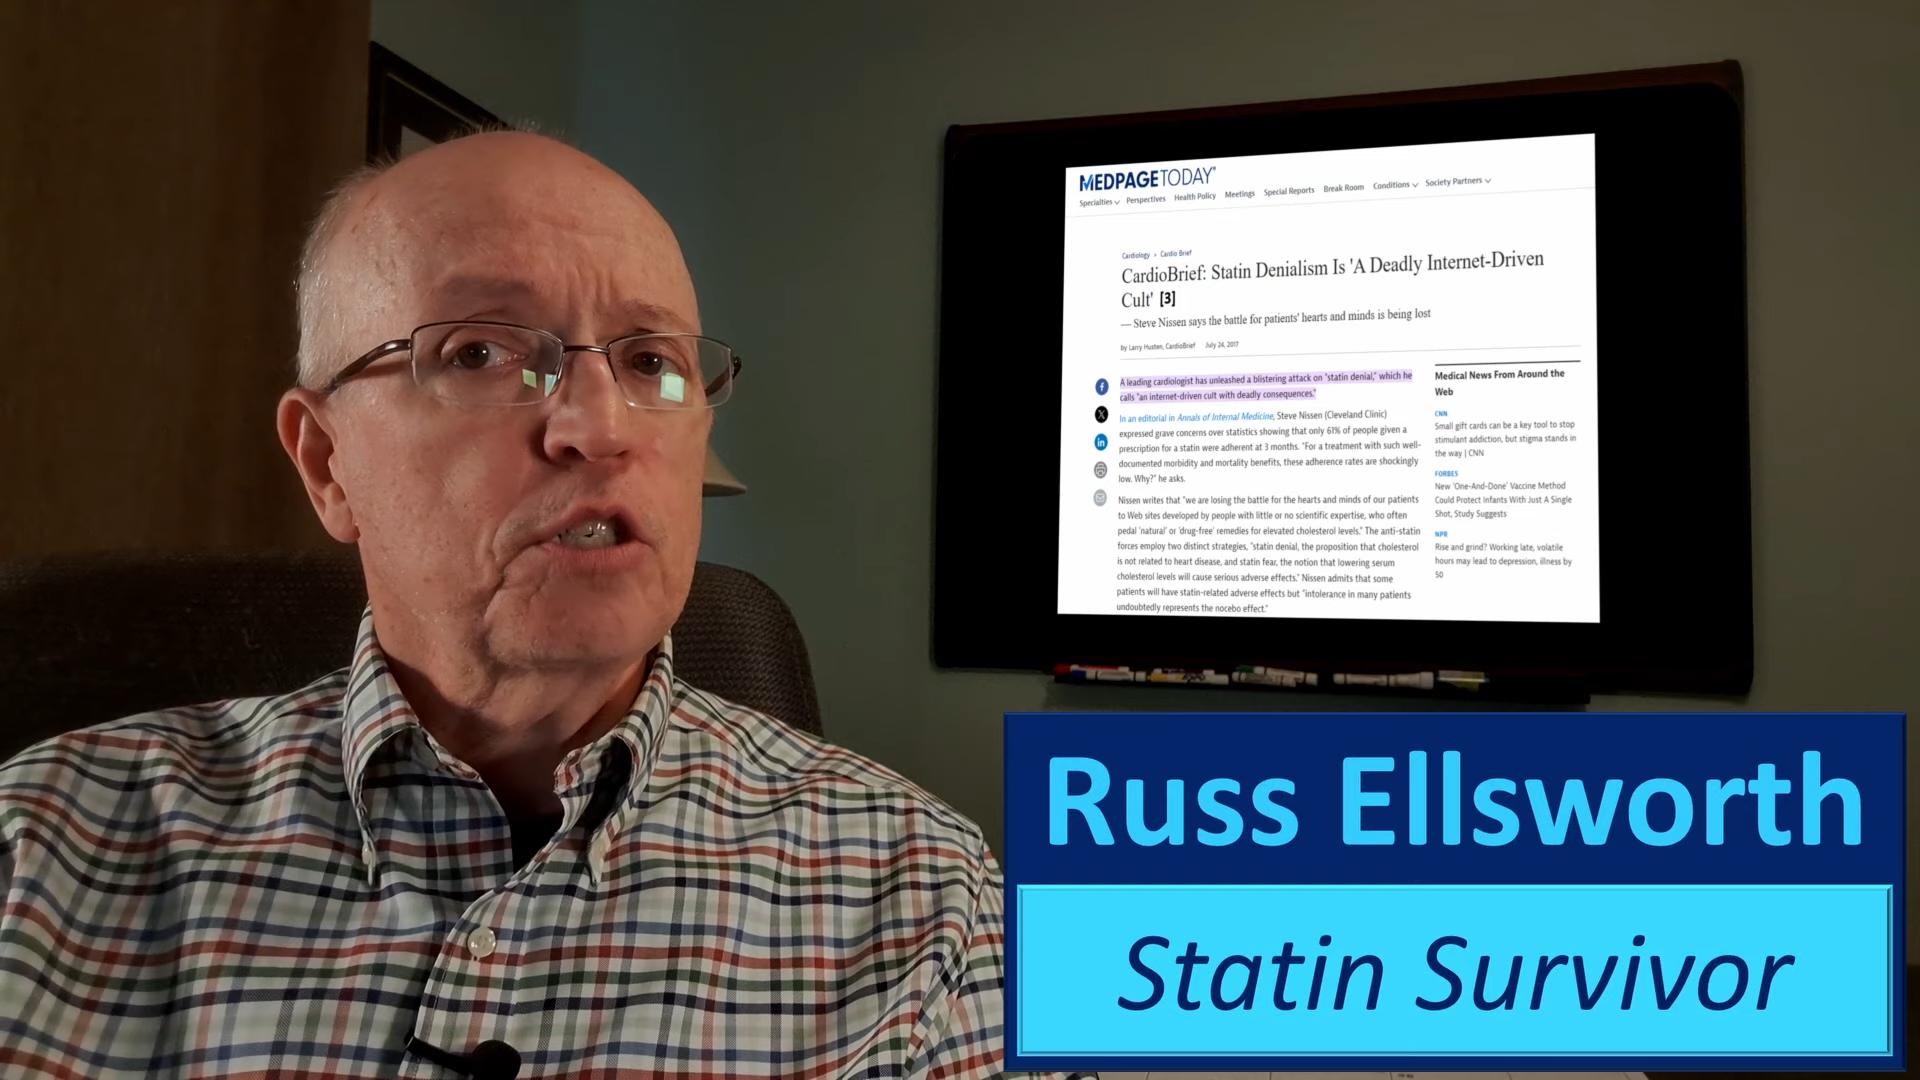 MEDPAGETODAY®
Specialties Perspectives Health Policy Meetings Special Reports Break Room Conditions Society Partners
Cardiology > Cardio Brief
CardioBrief: Statin Denialism Is 'A Deadly Internet-Driven
Cult' [3]
— Steve Nissen says the battle for patients' hearts and minds is being lost
by Larry Husten, CardioBrief July 24, 2017
A leading cardiologist has unleashed a blistering attack on "statin denial," which he
calls "an internet-driven cult with deadly consequences."
In an editorial in Annals of Internal Medicine, Steve Nissen (Cleveland Clinic)
expressed grave concerns over statistics showing that only 61% of people given a
prescription for a statin were adherent at 3 months. "For a treatment with such well-
documented morbidity and mortality benefits, these adherence rates are shockingly
low. Why?" he asks.
Nissen writes that "we are losing the battle for the hearts and minds of our patients
to Web sites developed by people with little or no scientific expertise, who often
pedal 'natural' or 'drug-free' remedies for elevated cholesterol levels." The anti-statin
forces employ two distinct strategies, "statin denial, the proposition that cholesterol
is not related to heart disease, and statin fear, the notion that lowering serum
cholesterol levels will cause serious adverse effects." Nissen admits that some
patients will have statin-related adverse effects but "intolerance in many patients
undoubtedly represents the nocebo effect."
Medical News From Around the
Web
CNN
Small gift cards can be a key tool to stop
stimulant addiction, but stigma stands in
the way | CNN
FORBES
New 'One-And-Done' Vaccine Method
Could Protect Infants With Just A Single
Shot, Study Suggests
NPR
Rise and grind? Working late, volatile
hours may lead to depression, illness by
50
Russ Ellsworth
Statin Survivor